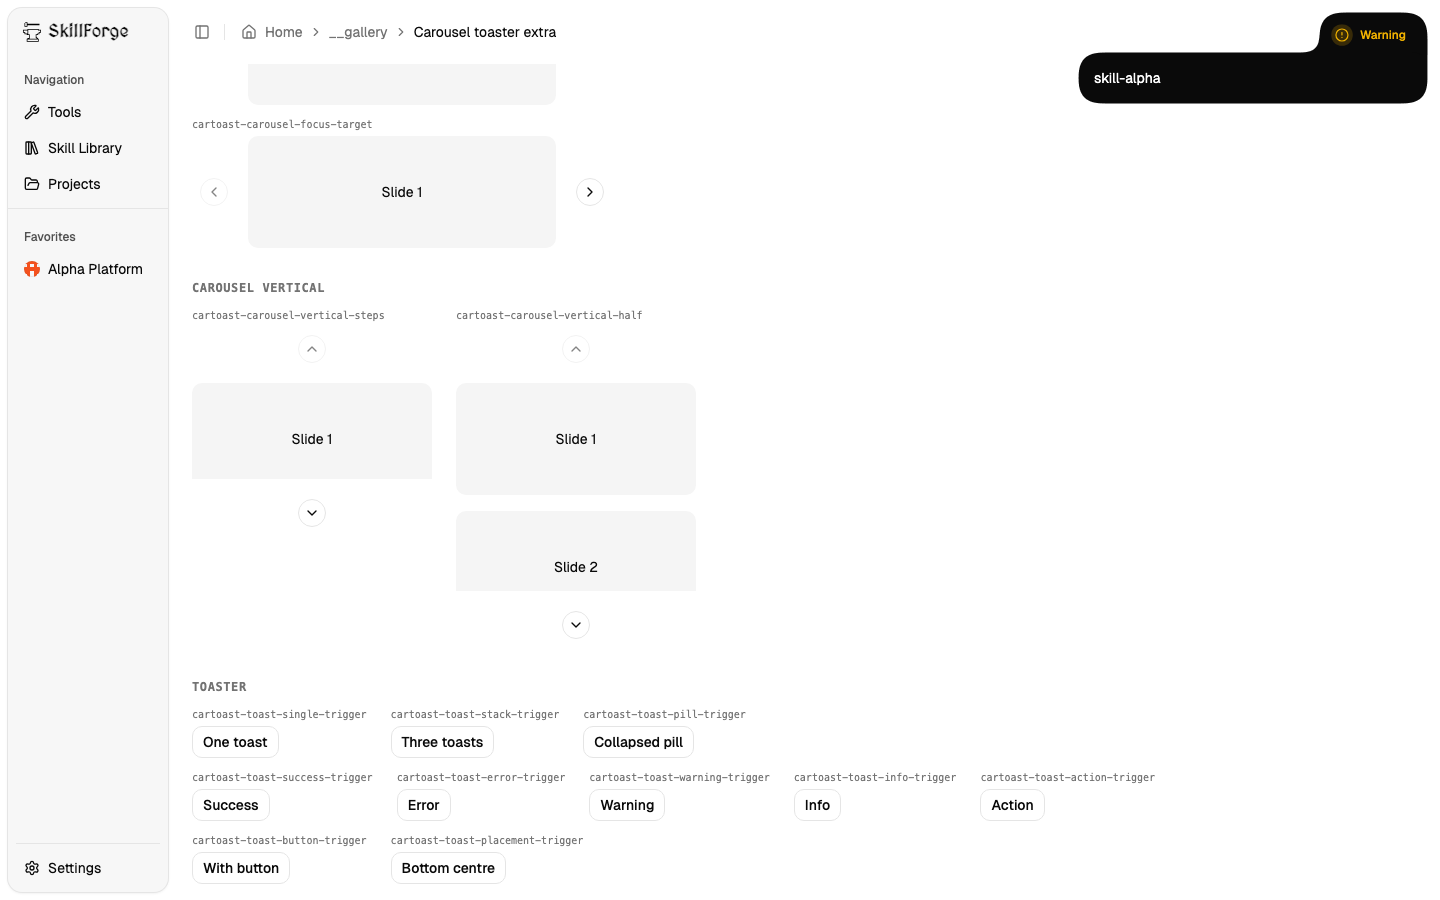 SkillForge
Navigation
Tools
Skill Library
Projects
Favorites
Alpha Platform
Settings
Home
__gallery
Carousel toaster extra
Warning
skill-alpha
cartoast-carousel-focus-target
Slide 1
CAROUSEL VERTICAL
cartoast-carousel-vertical-steps
cartoast-carousel-vertical-half
Slide 1
Slide 1
Slide 2
TOASTER
cartoast-toast-single-trigger
cartoast-toast-stack-trigger
cartoast-toast-pill-trigger
One toast
Three toasts
Collapsed pill
cartoast-toast-success-trigger
cartoast-toast-error-trigger
cartoast-toast-warning-trigger
cartoast-toast-info-trigger
cartoast-toast-action-trigger
Success
Error
Warning
Info
Action
cartoast-toast-button-trigger
cartoast-toast-placement-trigger
With button
Bottom centre